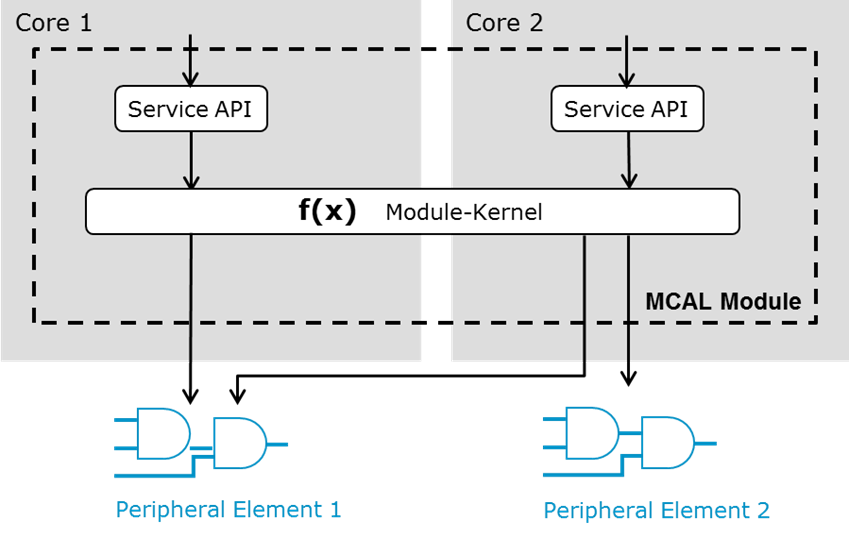 Core 1
Core 2
Service API
Service API
f(x) Module-Kernel
MCAL Module
Peripheral Element 1
Peripheral Element 2